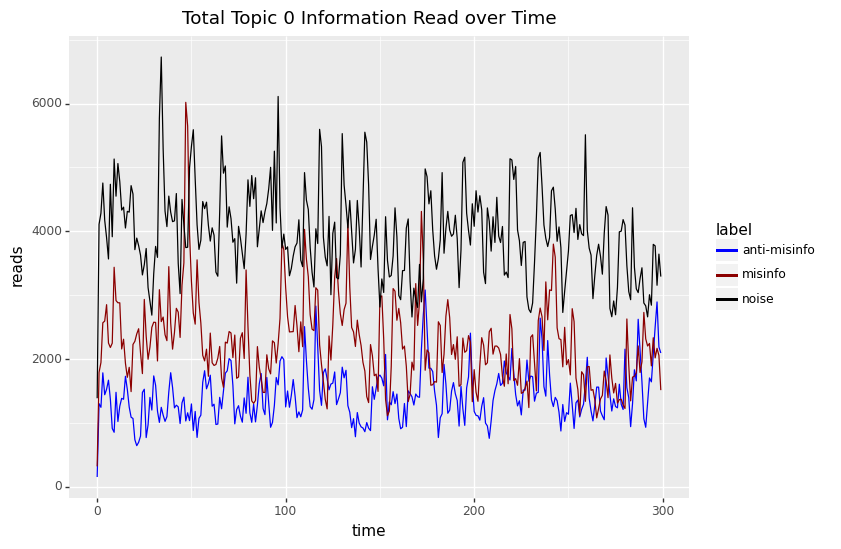 Total Topic 0 Information Read over Time
6000
4000
2000
0
reads
0 100 200 300
time
label
anti-misinfo
misinfo
noise